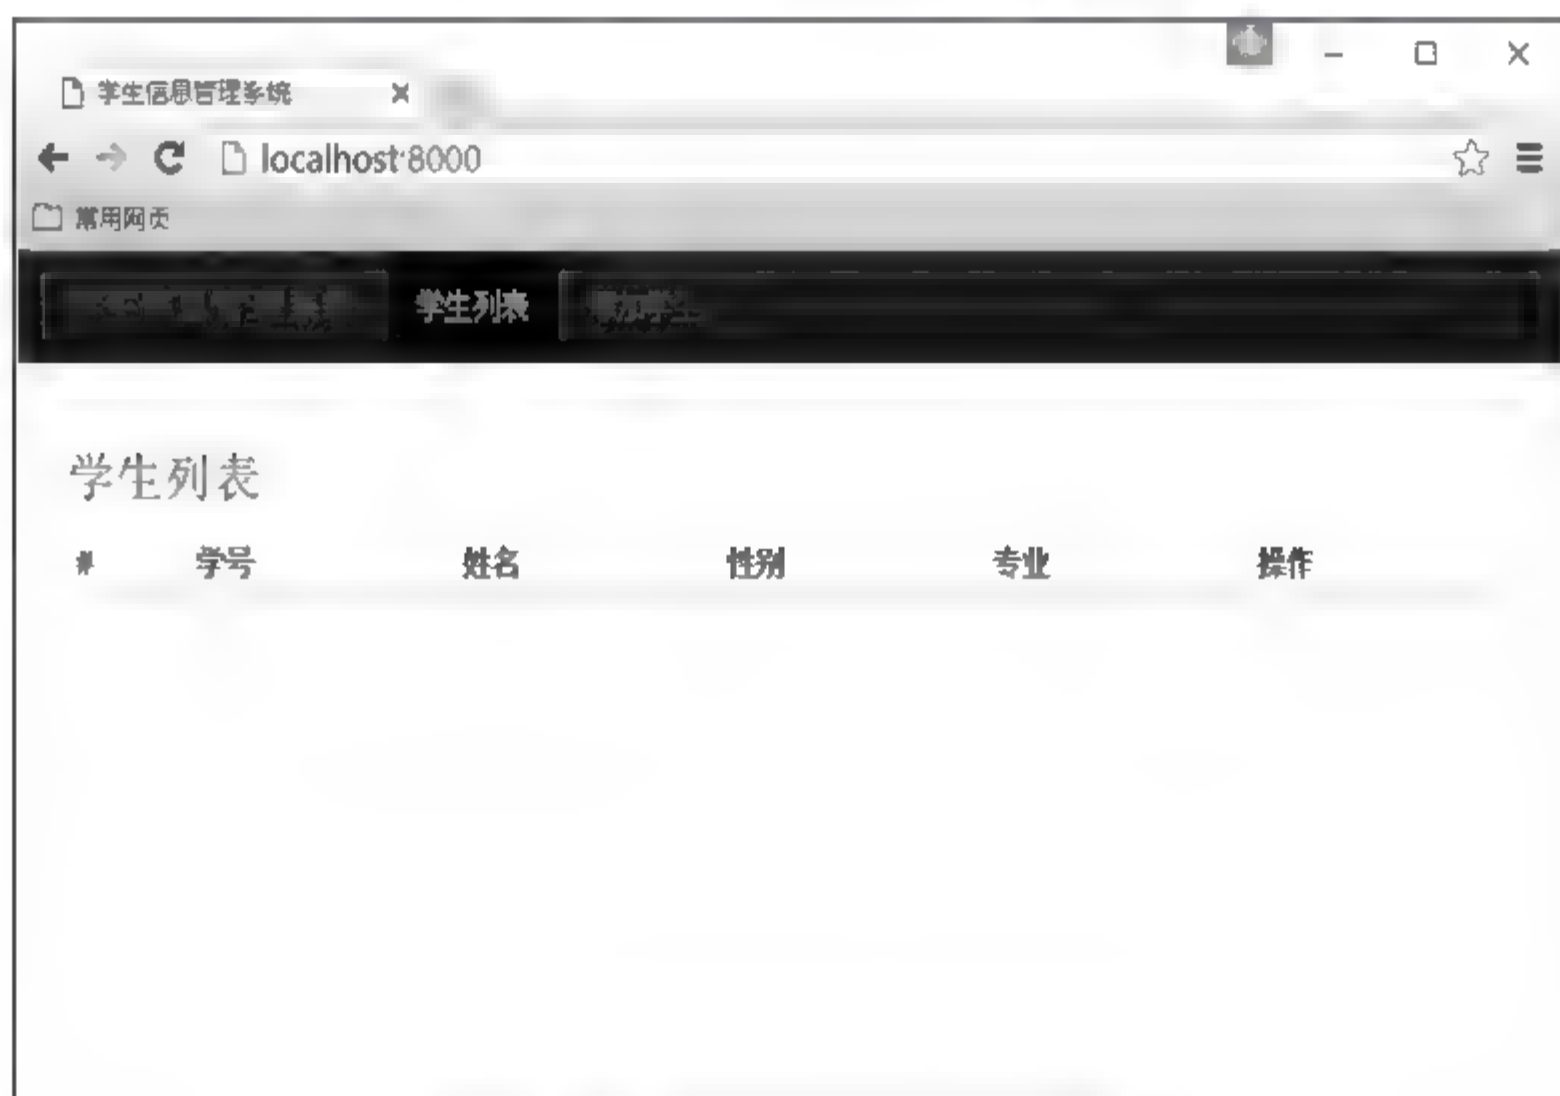 学生信息管理系统
localhost:8000
常用网页
学生列表
学生列表
# 学号 姓名 性别 专业 操作